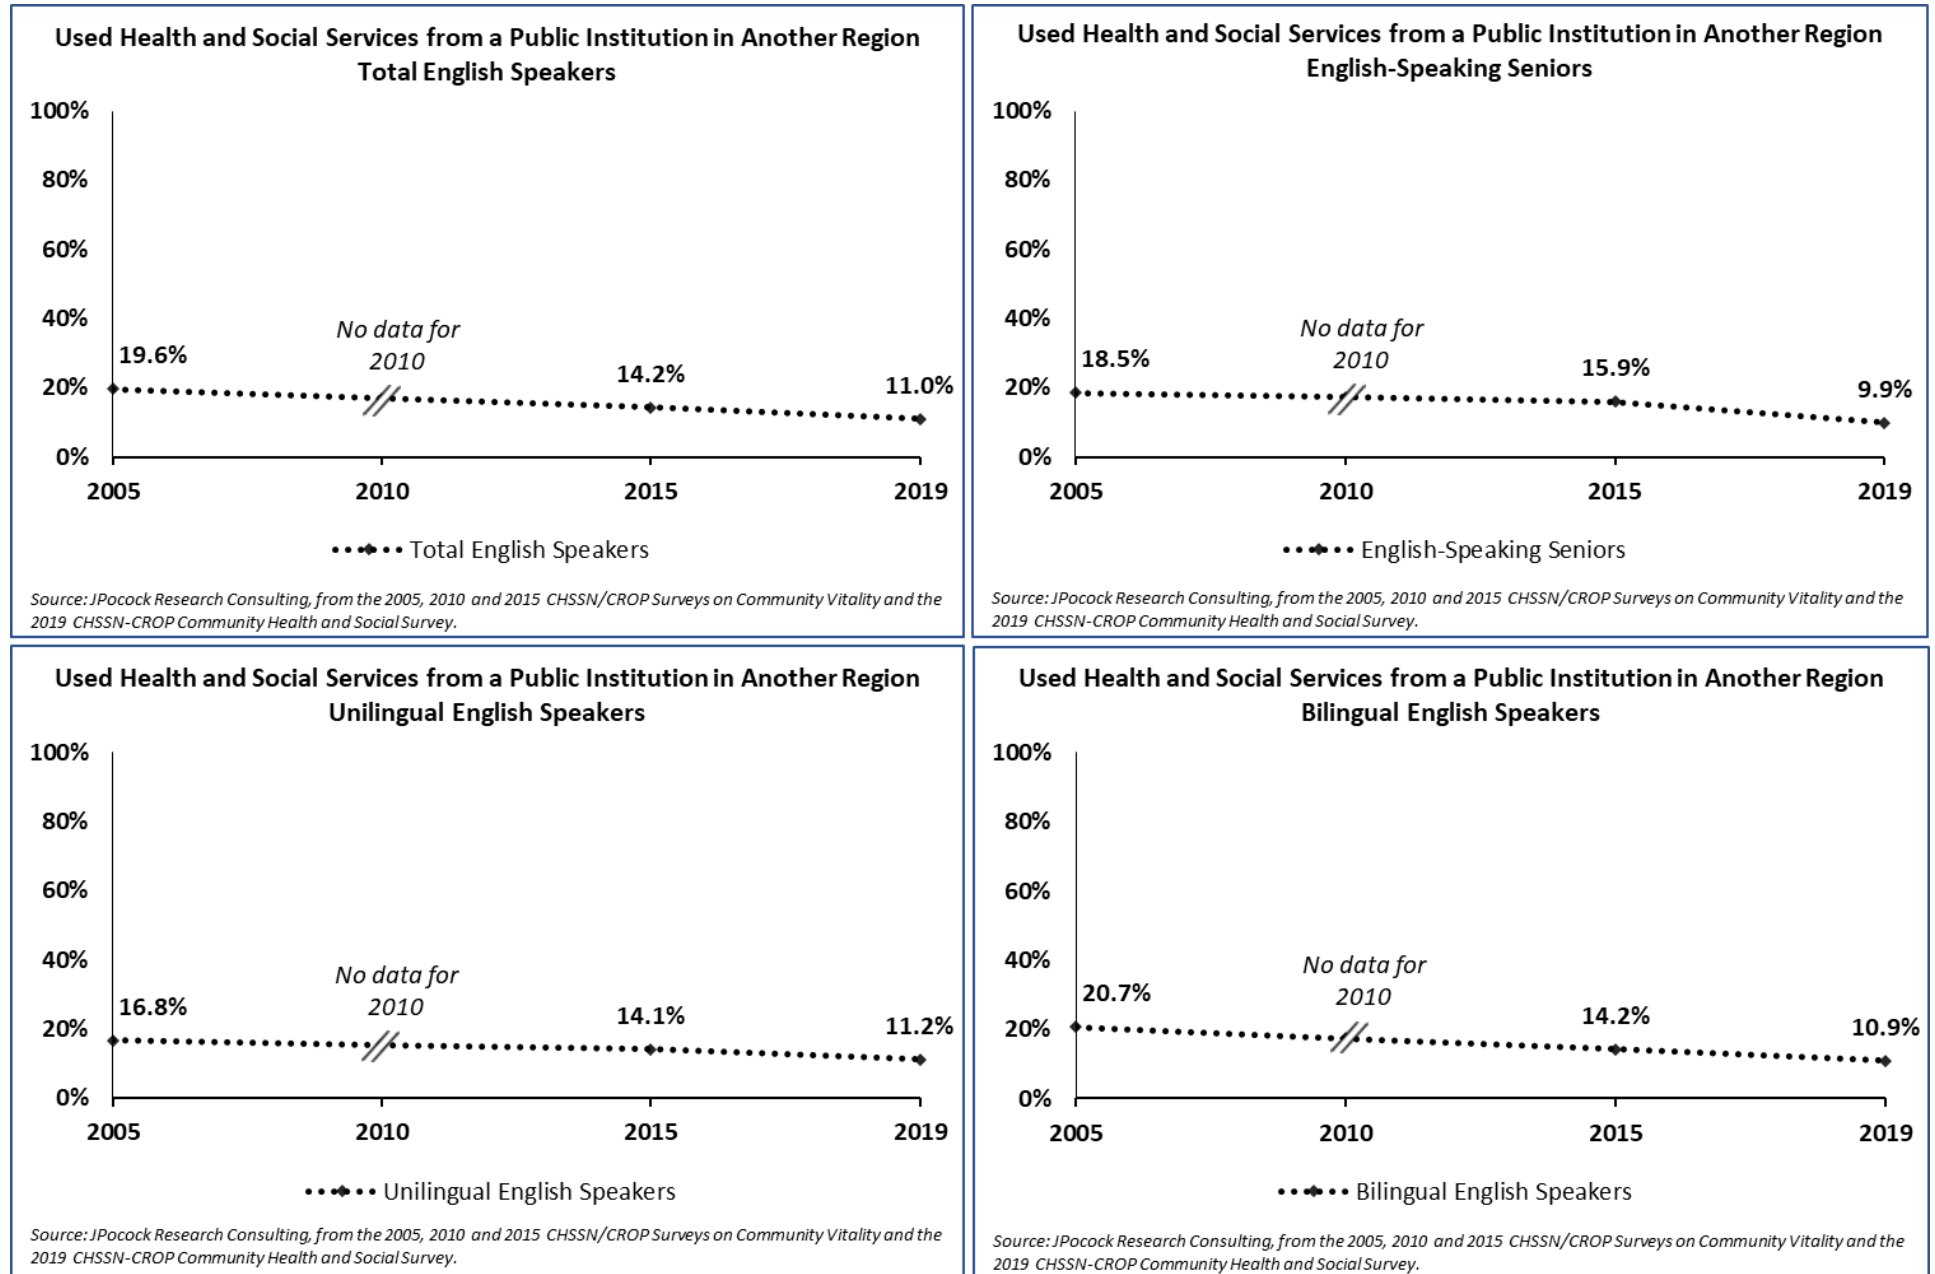 Used Health and Social Services from a Public Institution in Another Region
Total English Speakers
100%
80%
60%
40%
20%
0%
19.6%
No data for
2010
14.2%
11.0%
2005
2010
2015
2019
Total English Speakers
Source: JPocock Research Consulting, from the 2005, 2010 and 2015 CHSSN/CROP Surveys on Community Vitality and the
2019 CHSSN-CROP Community Health and Social Survey.
Used Health and Social Services from a Public Institution in Another Region
English-Speaking Seniors
100%
80%
60%
40%
20%
0%
18.5%
No data for
2010
15.9%
9.9%
2005
2010
2015
2019
English-Speaking Seniors
Source: JPocock Research Consulting, from the 2005, 2010 and 2015 CHSSN/CROP Surveys on Community Vitality and the
2019 CHSSN-CROP Community Health and Social Survey.
Used Health and Social Services from a Public Institution in Another Region
Unilingual English Speakers
100%
80%
60%
40%
20%
0%
16.8%
No data for
2010
14.1%
11.2%
2005
2010
2015
2019
Unilingual English Speakers
Source: JPocock Research Consulting, from the 2005, 2010 and 2015 CHSSN/CROP Surveys on Community Vitality and the
2019 CHSSN-CROP Community Health and Social Survey.
Used Health and Social Services from a Public Institution in Another Region
Bilingual English Speakers
100%
80%
60%
40%
20%
0%
20.7%
No data for
2010
14.2%
10.9%
2005
2010
2015
2019
Bilingual English Speakers
Source: JPocock Research Consulting, from the 2005, 2010 and 2015 CHSSN/CROP Surveys on Community Vitality and the
2019 CHSSN-CROP Community Health and Social Survey.